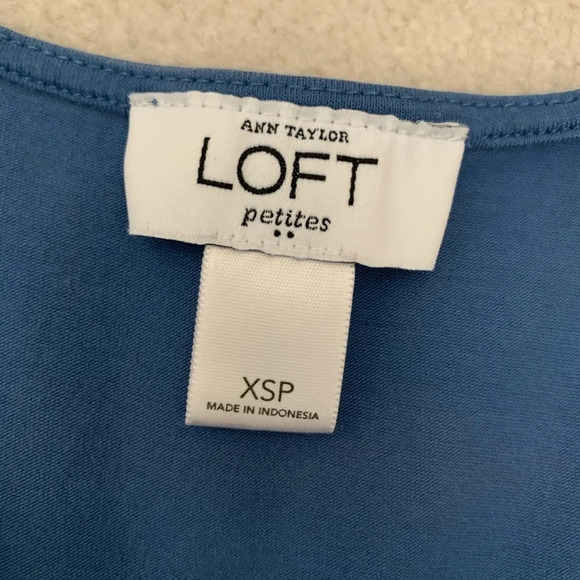 ANN TAYLOR
LOFT
petites
XSP
MADE IN INDONESIA